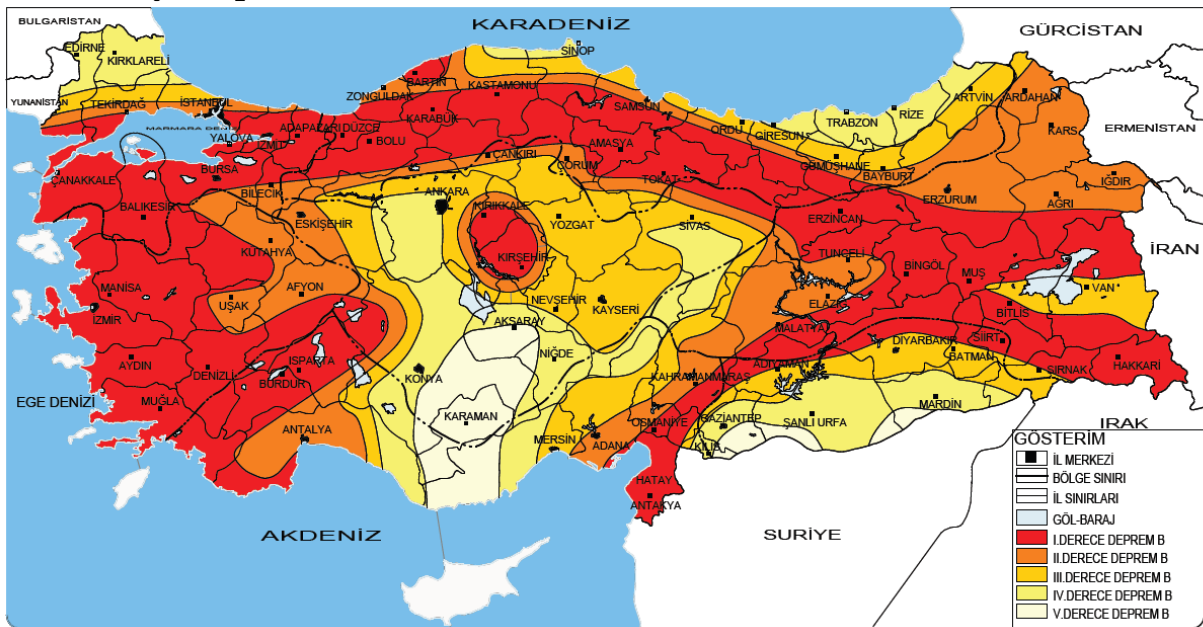 BULGARİSTAN
KARADENİZ
GÜRCİSTAN
EDİRNE
KIRKLARELİ
SİNOP
YUNANİSTAN
TEKİRDAĞ
İSTANBUL
ZONGULDAK
BARTIN
KASTAMONU
SAMSUN
ORDU
GİRESUN
TRABZON
RİZE
ARTVİN
ARDAHAN
ERMENİSTAN
MARMARA DENİZİ
YALOVA
İZMİT
ADAPAZARI
DÜZCE
BOLU
KARABÜK
AMASYA
GÜMÜŞHANE
BAYBURT
KARS
ÇANAKKALE
BURSA
BİLECİK
ÇANKIRI
ÇORUM
TOKAT
IĞDIR
BALIKESİR
ESKİŞEHİR
ANKARA
KIRIKKALE
YOZGAT
SİVAS
ERZİNCAN
ERZURUM
AĞRI
KÜTAHYA
KIRŞEHİR
TUNÇELİ
BİNGÖL
MUŞ
İRAN
MANİSA
UŞAK
AFYON
NEVŞEHİR
KAYSERİ
ELAZIĞ
VAN
BİTLİS
İZMİR
AKSARAY
MALATYA
DİYARBAKIR
SİİRT
BATMAN
AYDIN
DENİZLİ
ISPARTA
BURDUR
KONYA
NİĞDE
KAHRAMANMARAŞ
ADIYAMAN
ŞIRNAK
HAKKARİ
EGE DENİZİ
MUĞLA
KARAMAN
MARDİN
ANTALYA
MERSİN
ADANA
OSMANİYE
GAZİANTEP
ŞANLI URFA
IRAK
KİLİS
HATAY
ANTAKYA
AKDENİZ
SURİYE
GÖSTERİM
İL MERKEZİ
BÖLGE SINIRI
İL SINIRLARI
GÖL-BARAJ
I.DERECE DEPREM B
II.DERECE DEPREM B
III.DERECE DEPREM B
IV.DERECE DEPREM B
V.DERECE DEPREM B